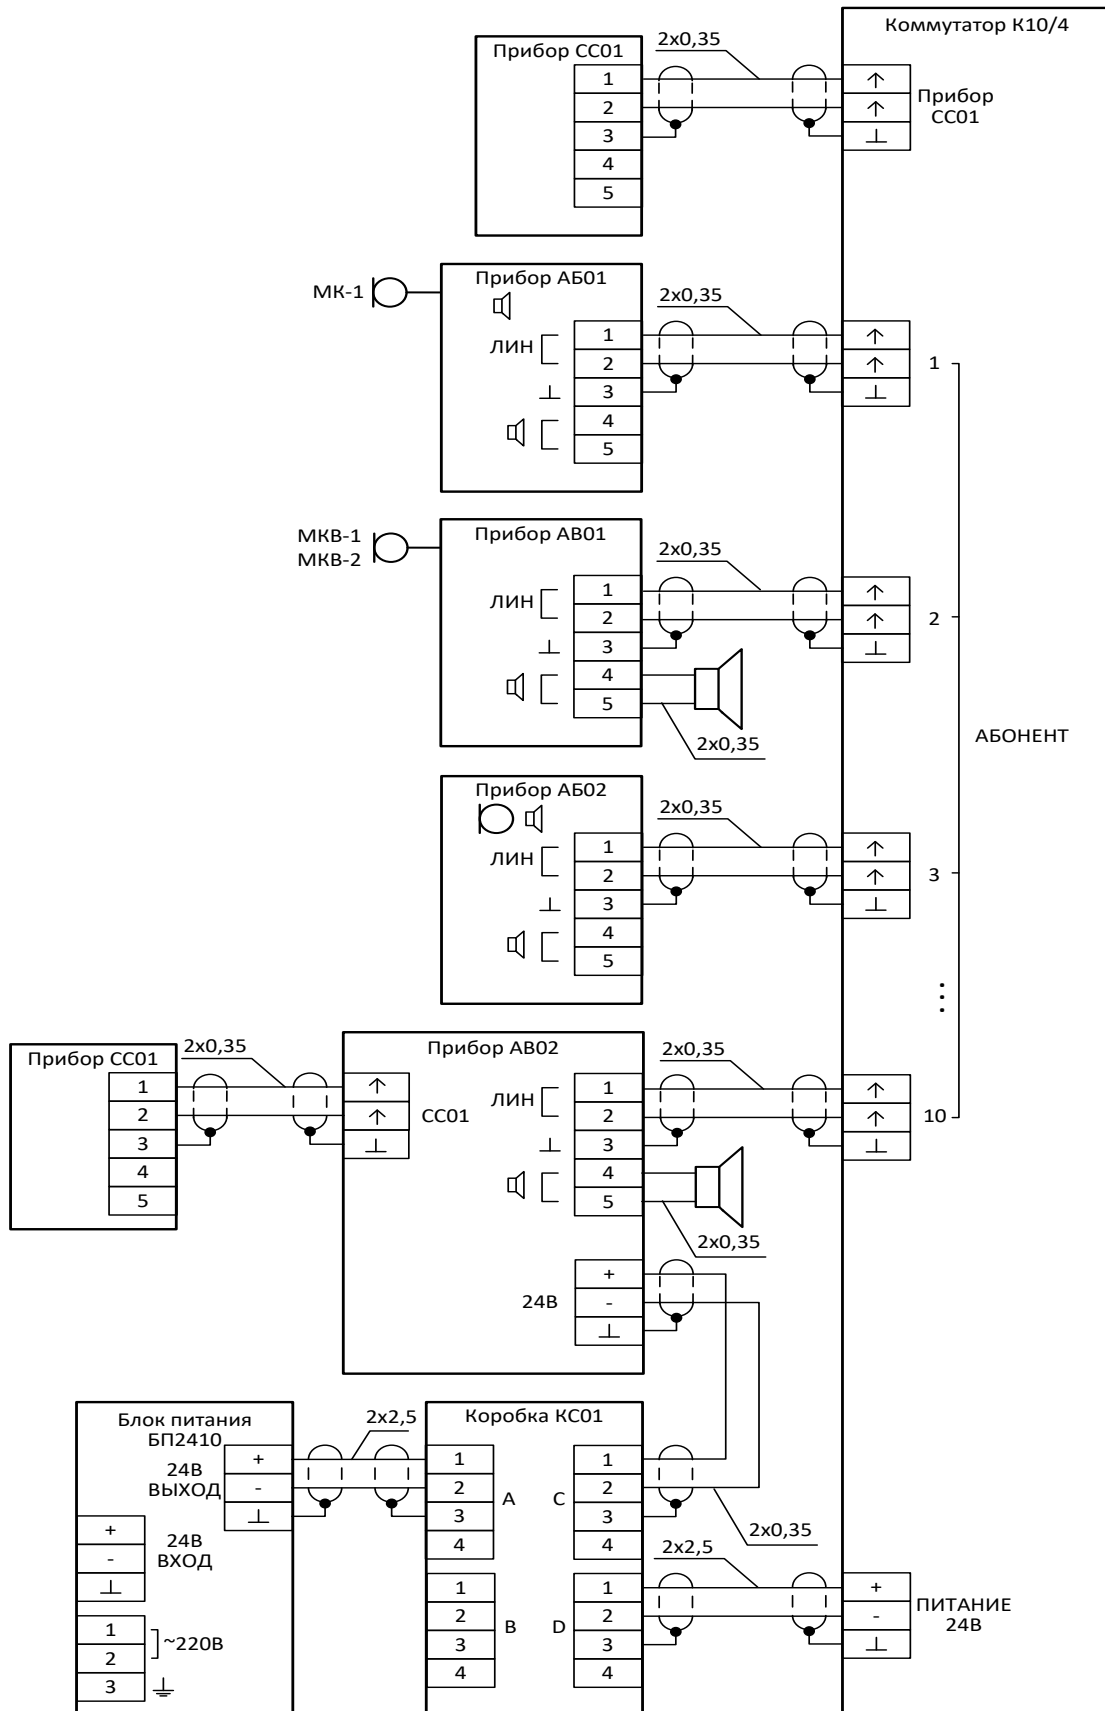 Коммутатор К10/4
Прибор СС01
2х0,35
1
2
3
4
5
Прибор
СС01
МК-1
Прибор АБ01
2х0,35
ЛИН
1
2
3
4
5
1
МКВ-1
МКВ-2
Прибор АВ01
2х0,35
ЛИН
1
2
3
4
5
2
2х0,35
АБОНЕНТ
Прибор АБ02
2х0,35
ЛИН
1
2
3
4
5
3
...
Прибор СС01
2х0,35
1
2
3
4
5
Прибор АВ02
СС01
2х0,35
ЛИН
1
2
3
4
5
10
2х0,35
24В
+
-
Блок питания
БП2410
24В
ВЫХОД
+
-
2х2,5
24В
ВХОД
+
-
1
2
3
~220В
Коробка КС01
1
2
3
4
А
1
2
3
4
В
С
1
2
3
4
2х0,35
D
1
2
3
4
2х2,5
+
-
ПИТАНИЕ
24В